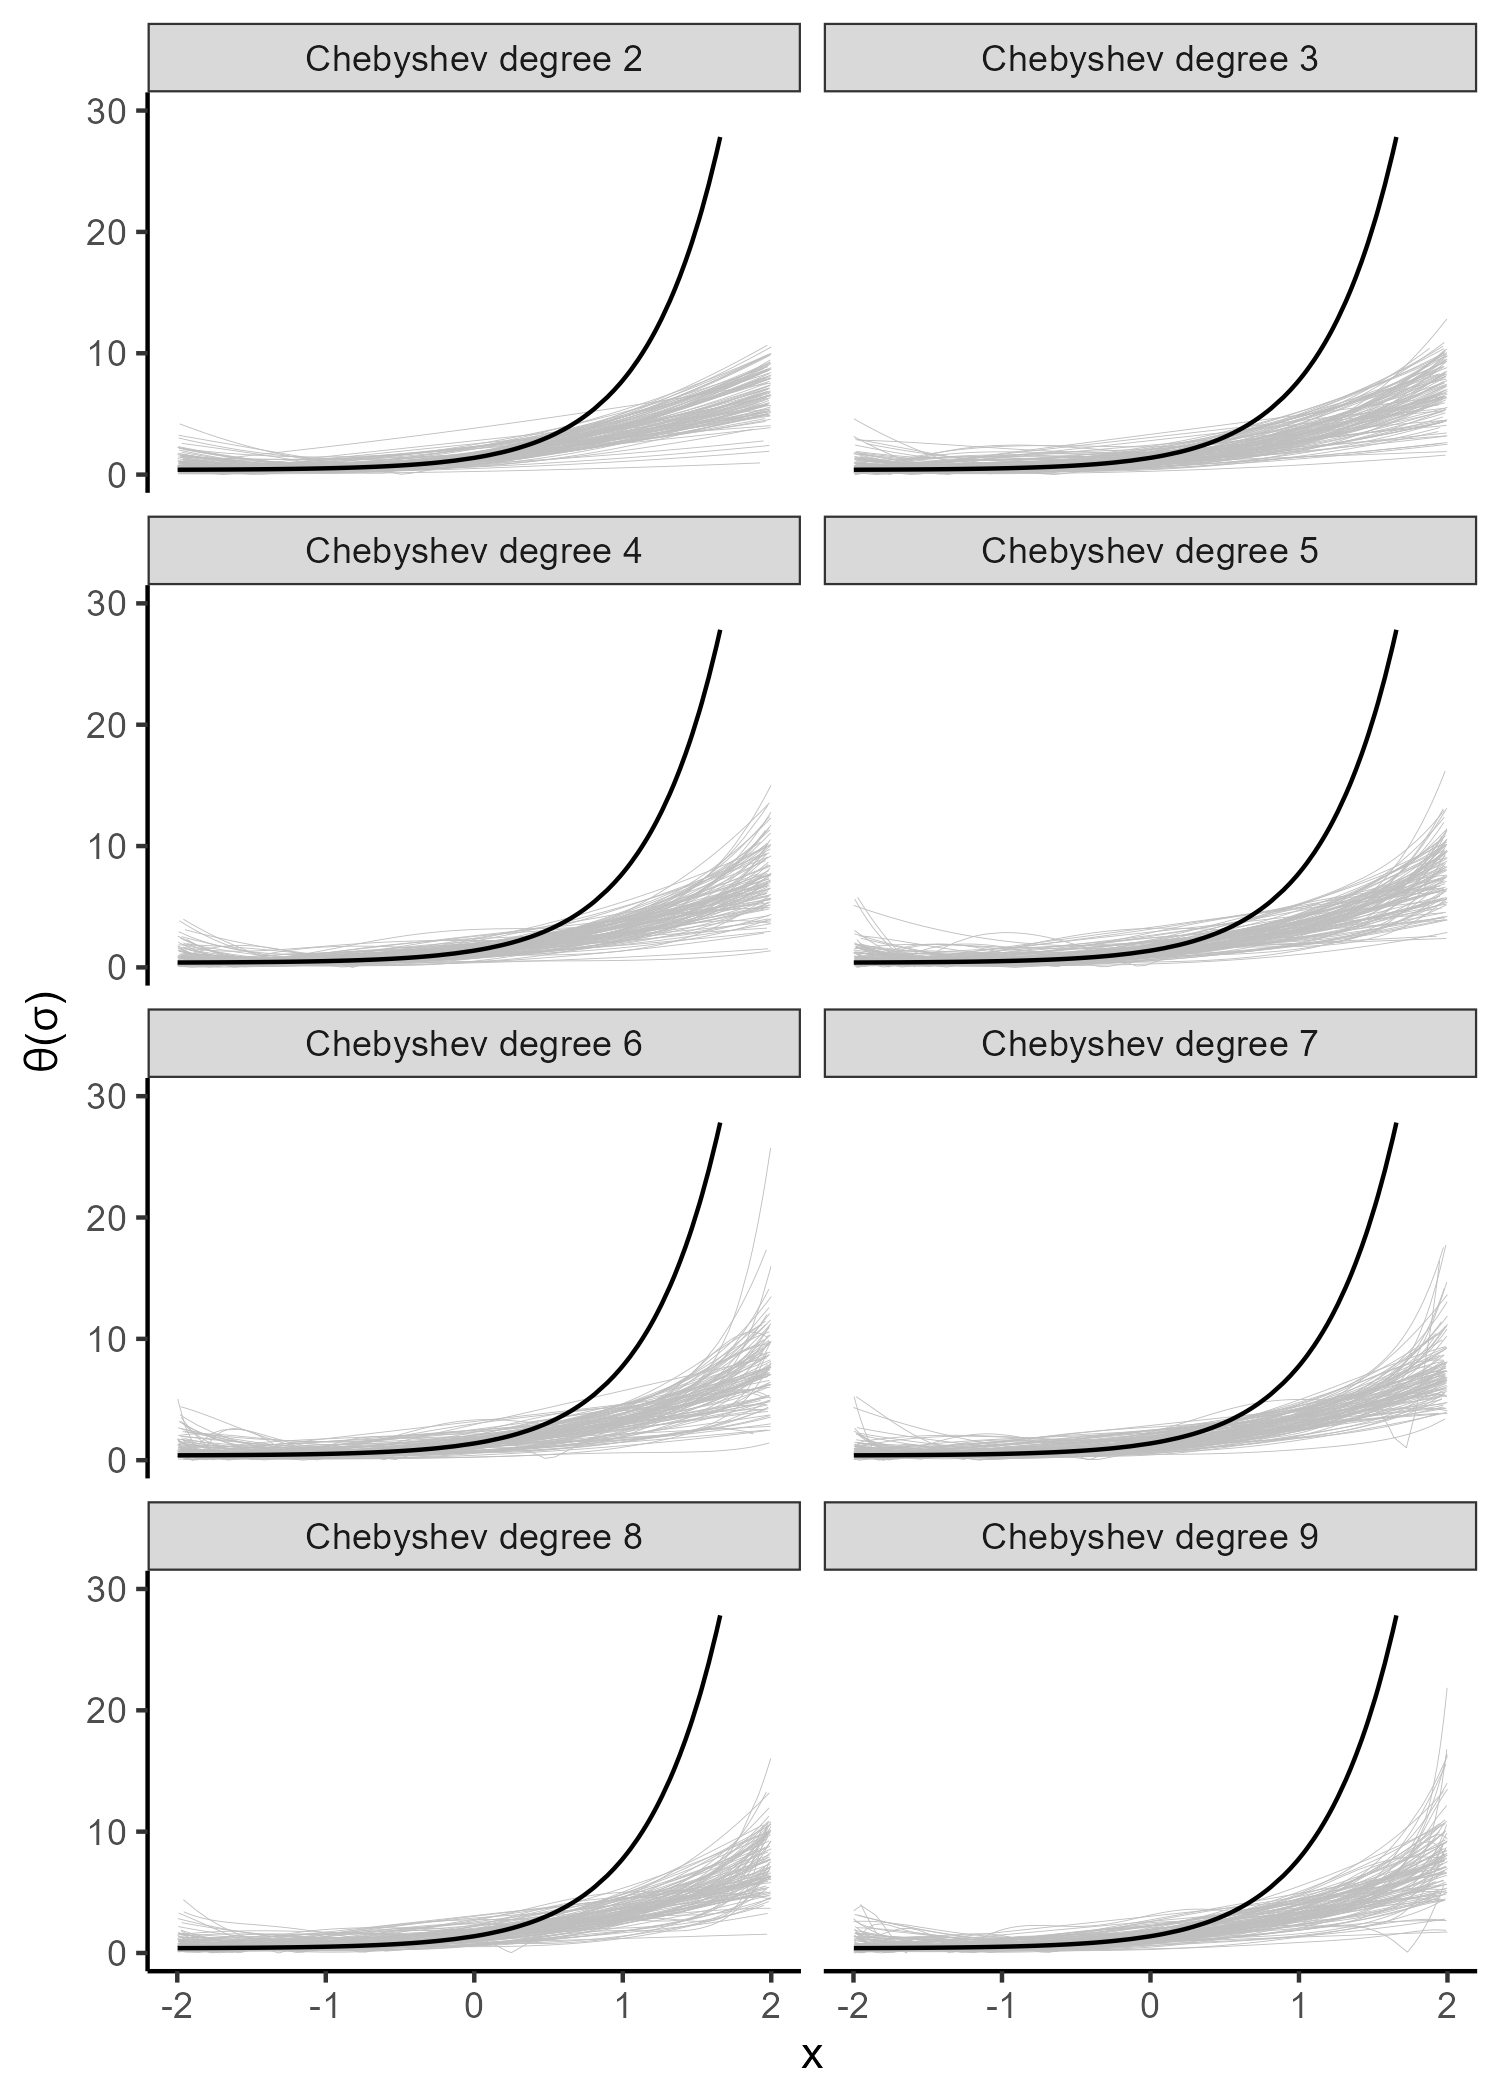 Chebyshev degree 2
Chebyshev degree 3
30
20
10
0
Chebyshev degree 4
Chebyshev degree 5
30
20
10
0
θ(σ)
Chebyshev degree 6
Chebyshev degree 7
30
20
10
0
Chebyshev degree 8
Chebyshev degree 9
30
20
10
0
-2 -1 0 1 2
-2 -1 0 1 2
x